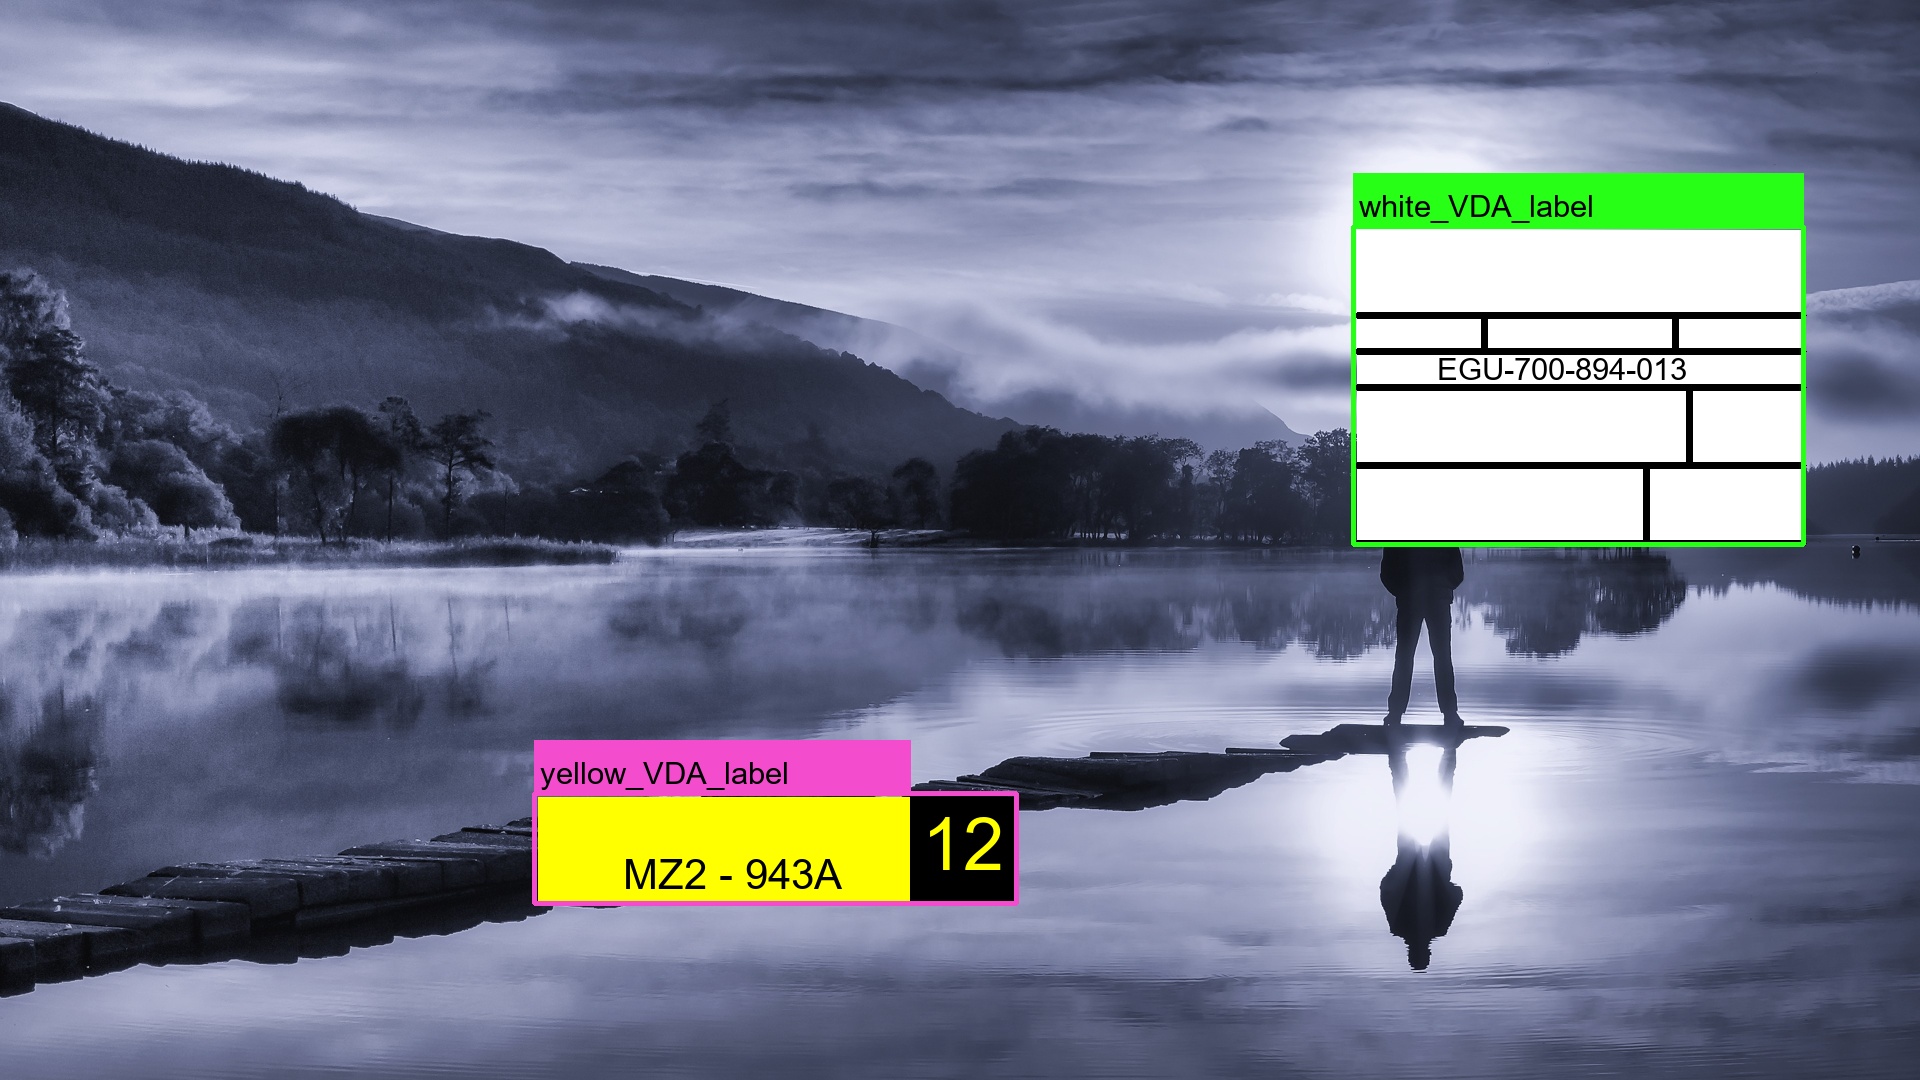 white_VDA_label
EGU-700-894-013
yellow_VDA_label
MZ2 - 943A
12